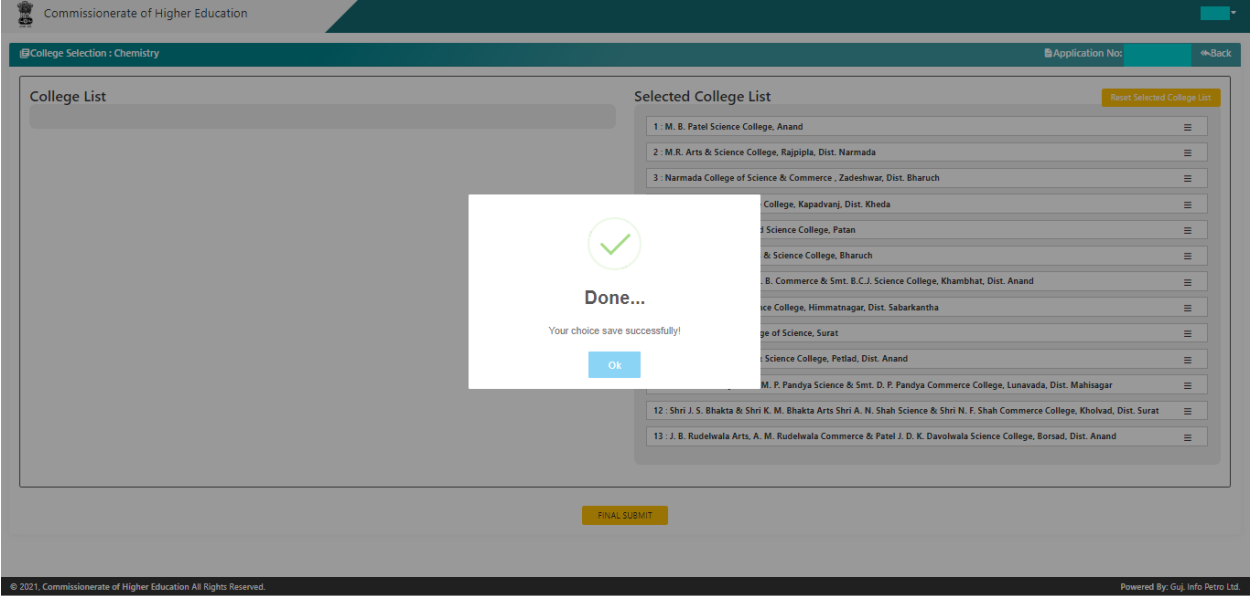 Commissionerate of Higher Education
College Selection : Chemistry
Application No:
Back
College List
Selected College List
Reset Selected College List
1 : M. B. Patel Science College, Anand
2 : M.R. Arts & Science College, Rajpipla, Dist. Narmada
3 : Narmada College of Science & Commerce , Zadeshwar, Dist. Bharuch
College, Kapadvanj, Dist. Kheda
Science College, Patan
& Science College, Bharuch
. B. Commerce & Smt. B.C.J. Science College, Khambhat, Dist. Anand
College, Himmatnagar, Dist. Sabarkantha
of Science, Surat
Science College, Petlad, Dist. Anand
M. P. Pandya Science & Smt. D. P. Pandya Commerce College, Lunavada, Dist. Mahisagar
12 : Shri J. S. Bhakta & Shri K. M. Bhakta Arts Shri A. N. Shah Science & Shri N. F. Shah Commerce College, Kholvad, Dist. Surat
13 : J. B. Rudelwala Arts, A. M. Rudelwala Commerce & Patel J. D. K. Davolwala Science College, Borsad, Dist. Anand
Done...
Your choice save successfully!
Ok
FINAL SUBMIT
© 2021, Commissionerate of Higher Education All Rights Reserved.
Powered By: Guj. Info Petro Ltd.